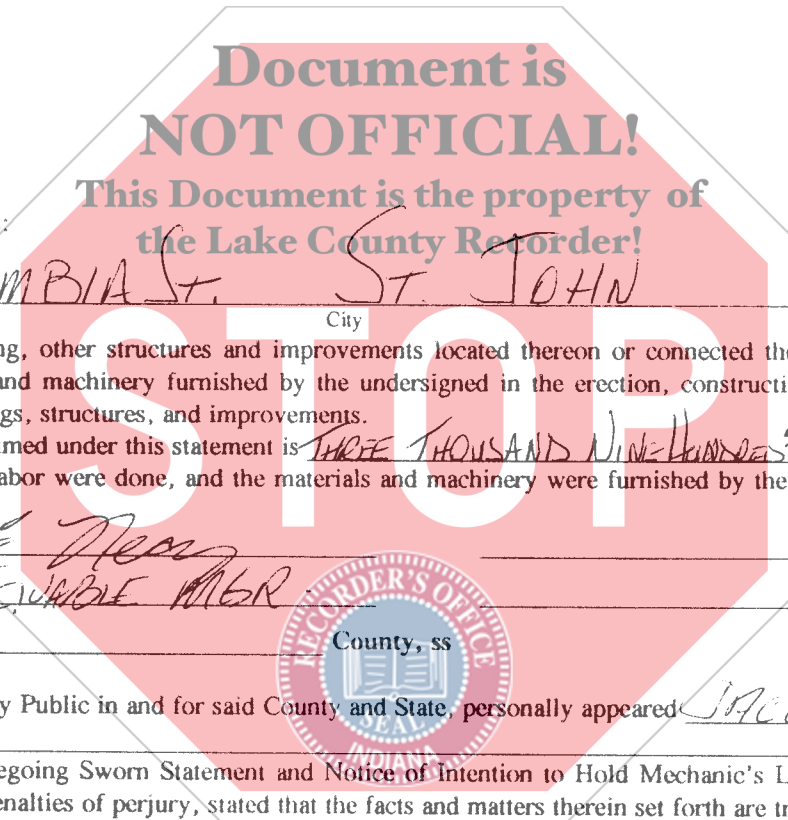 Document is
NOT OFFICIAL!
This Document is the property of
the Lake County Recorder!
MBIA St. St. JOHN
City
ng, other structures and improvements located thereon or connected the
and machinery furnished by the undersigned in the erection, constructi
gs, structures, and improvements.
imed under this statement is THREE THOUSAND NINE-HUNDRED
abor were done, and the materials and machinery were furnished by the
STOP
EIVABLE MGR.
RECORDER'S OFFICE
County, ss
y Public in and for said County and State, personally appeared
SEAL
INDIANA
egoing Sworn Statement and Notice of Intention to Hold Mechanic's L
enalties of perjury, stated that the facts and matters therein set forth are tr